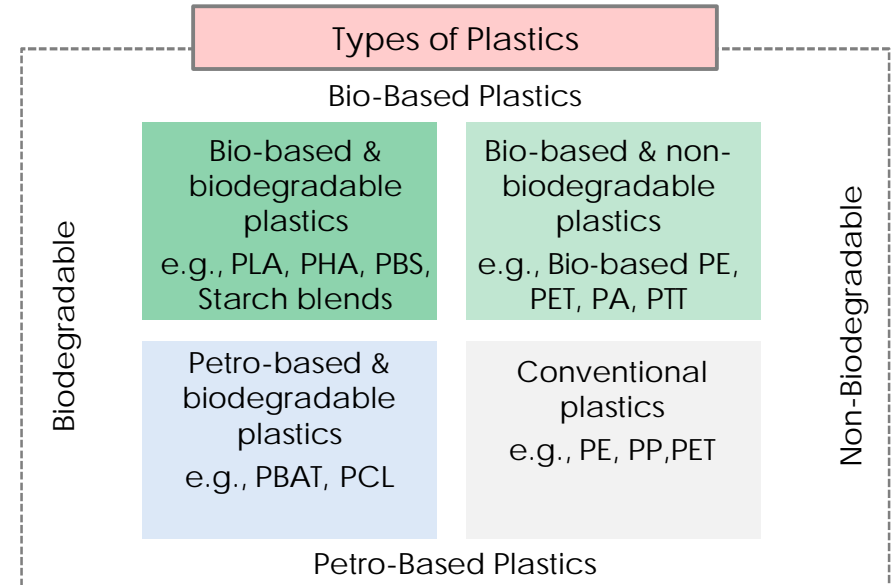 Types of Plastics
Bio-Based Plastics
Biodegradable
Bio-based &
biodegradable
plastics
e.g., PLA, PHA, PBS,
Starch blends
Bio-based & non-
biodegradable
plastics
e.g., Bio-based PE,
PET, PA, PTT
Non-Biodegradable
Petro-based &
biodegradable
plastics
e.g., PBAT, PCL
Conventional
plastics
e.g., PE, PP,PET
Petro-Based Plastics